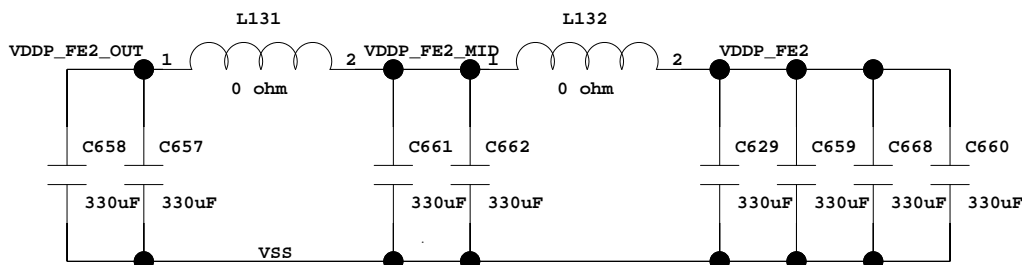 L131
L132
VDDP_FE2_OUT
VDDP_FE2_MID
VDDP_FE2
1
2
1
2
0 ohm
0 ohm
C658
C657
C661
C662
C629
C659
C668
C660
330uF
330uF
330uF
330uF
330uF
330uF
330uF
330uF
VSS